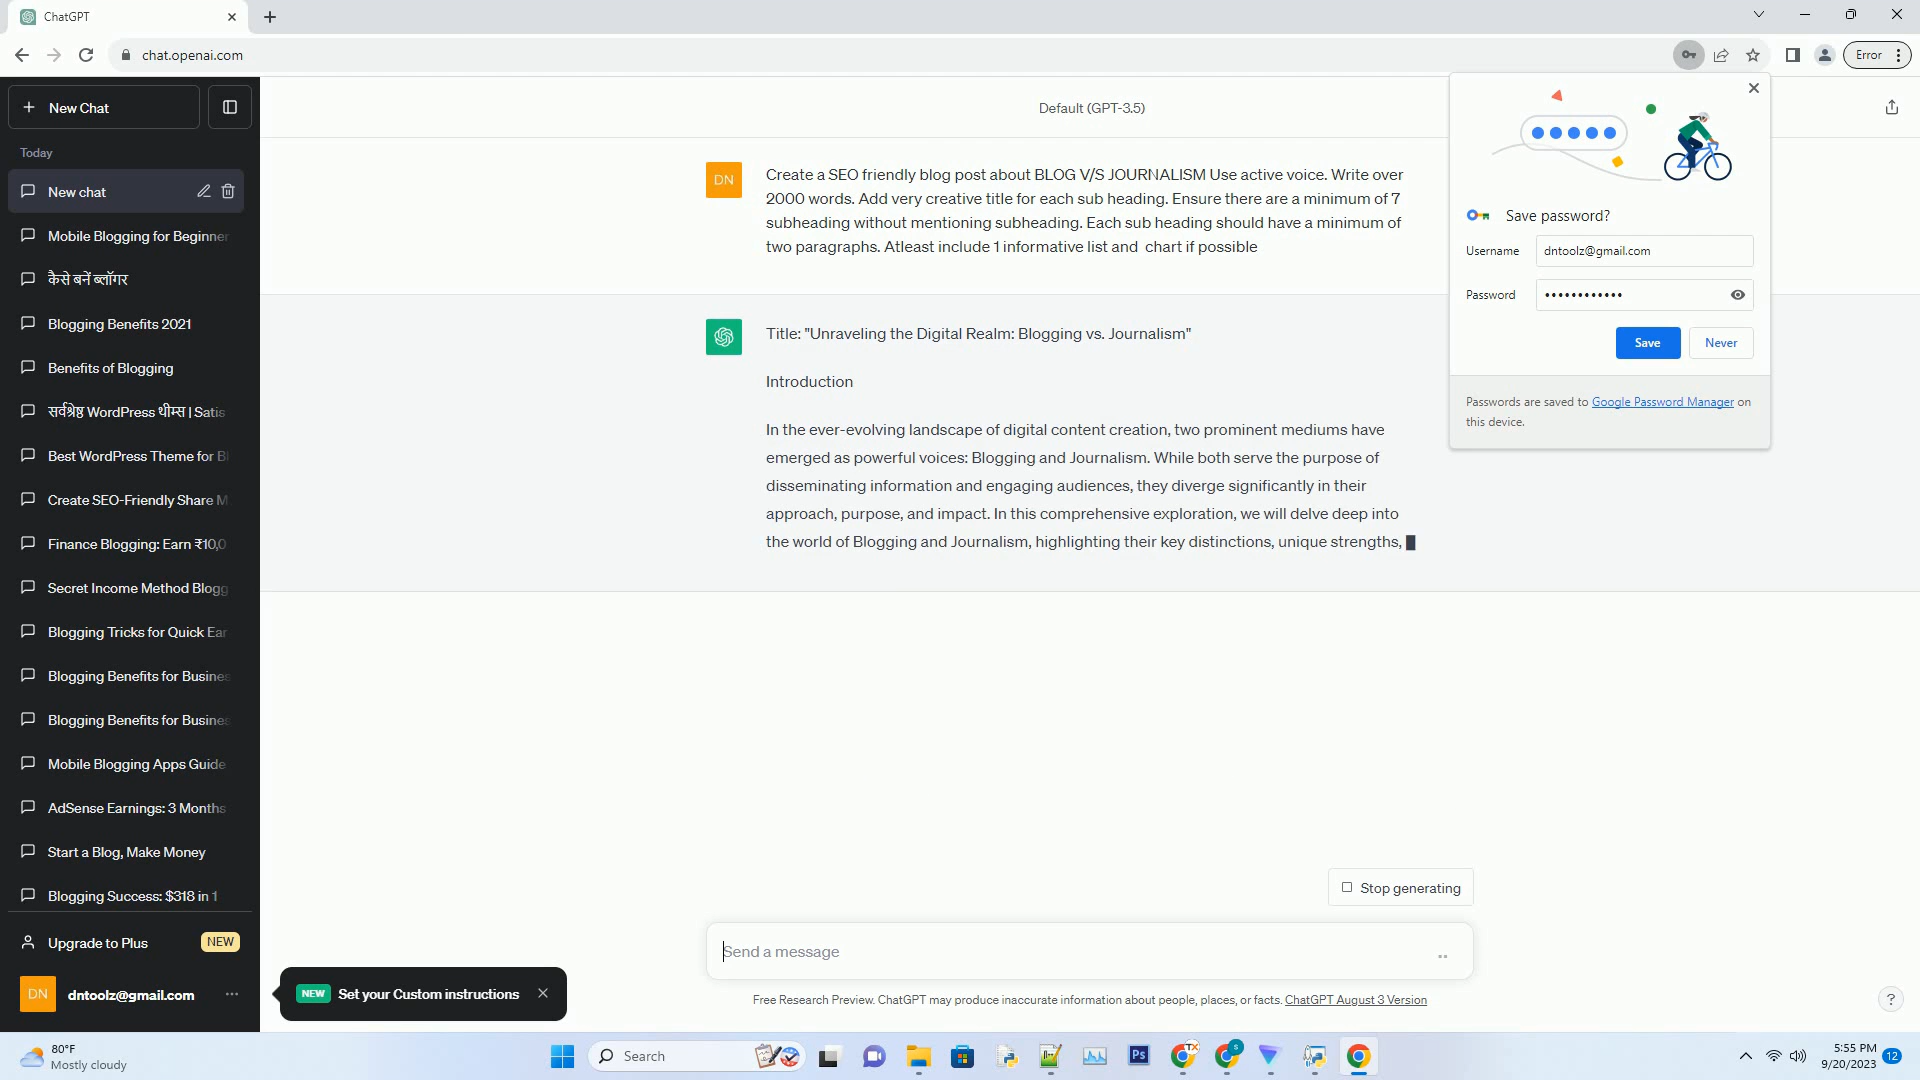 ChatGPT
chat.openai.com
Error
New Chat
Today
New chat
Mobile Blogging for Beginner
कैसे बनें ब्लॉगर
Blogging Benefits 2021
Benefits of Blogging
सर्वश्रेष्ठ WordPress थीम्स | Satis
Best WordPress Theme for Bl
Create SEO-Friendly Share M
Finance Blogging: Earn ₹10,0
Secret Income Method Blogg
Blogging Tricks for Quick Ear
Blogging Benefits for Busines
Blogging Benefits for Busines
Mobile Blogging Apps Guide
AdSense Earnings: 3 Months
Start a Blog, Make Money
Blogging Success: $318 in 1
Upgrade to Plus NEW
DN dntoolz@gmail.com
Default (GPT-3.5)
DN
Create a SEO friendly blog post about BLOG V/S JOURNALISM Use active voice. Write over
2000 words. Add very creative title for each sub heading. Ensure there are a minimum of 7
subheading without mentioning subheading. Each sub heading should have a minimum of
two paragraphs. Atleast include 1 informative list and  chart if possible
Title: "Unraveling the Digital Realm: Blogging vs. Journalism"
Introduction
In the ever-evolving landscape of digital content creation, two prominent mediums have
emerged as powerful voices: Blogging and Journalism. While both serve the purpose of
disseminating information and engaging audiences, they diverge significantly in their
approach, purpose, and impact. In this comprehensive exploration, we will delve deep into
the world of Blogging and Journalism, highlighting their key distinctions, unique strengths,
Save password?
Username dntoolz@gmail.com
Password ••••••••••••
Save Never
Passwords are saved to Google Password Manager on
this device.
Stop generating
Send a message
NEW Set your Custom instructions
Free Research Preview. ChatGPT may produce inaccurate information about people, places, or facts. ChatGPT August 3 Version
?
80°F
Mostly cloudy
Search
Ps
TX
S
5:55 PM
9/20/2023
12